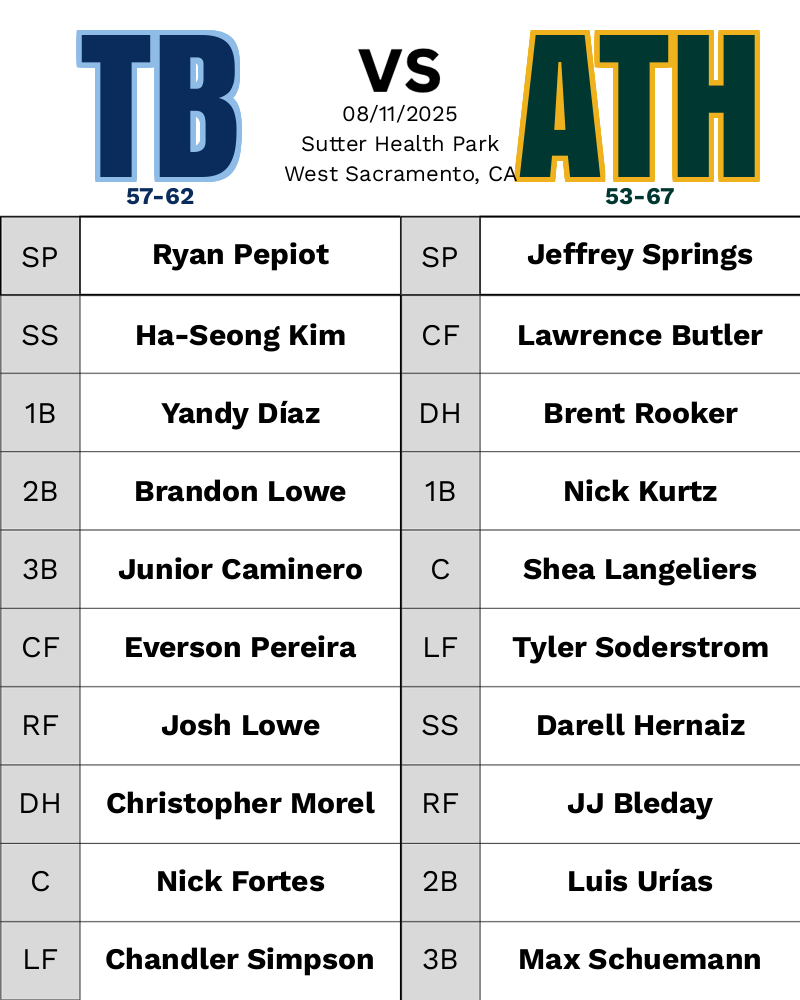 TB
VS
ATH
08/11/2025
Sutter Health Park
West Sacramento, CA
57-62
53-67
SP Ryan Pepiot SP Jeffrey Springs
SS Ha-Seong Kim CF Lawrence Butler
1B Yandy Díaz DH Brent Rooker
2B Brandon Lowe 1B Nick Kurtz
3B Junior Caminero C Shea Langeliers
CF Everson Pereira LF Tyler Soderstrom
RF Josh Lowe SS Darell Hernaiz
DH Christopher Morel RF JJ Bleday
C Nick Fortes 2B Luis Urías
LF Chandler Simpson 3B Max Schuemann